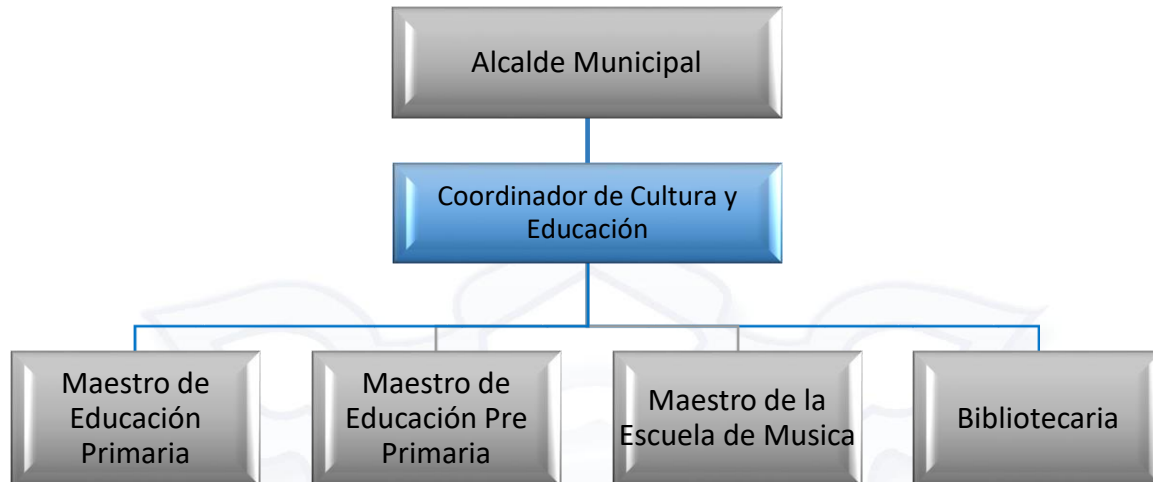 Alcalde Municipal
Coordinador de Cultura y
Educación
Maestro de
Educación
Primaria
Maestro de
Educación Pre
Primaria
Maestro de la
Escuela de Musica
Bibliotecaria